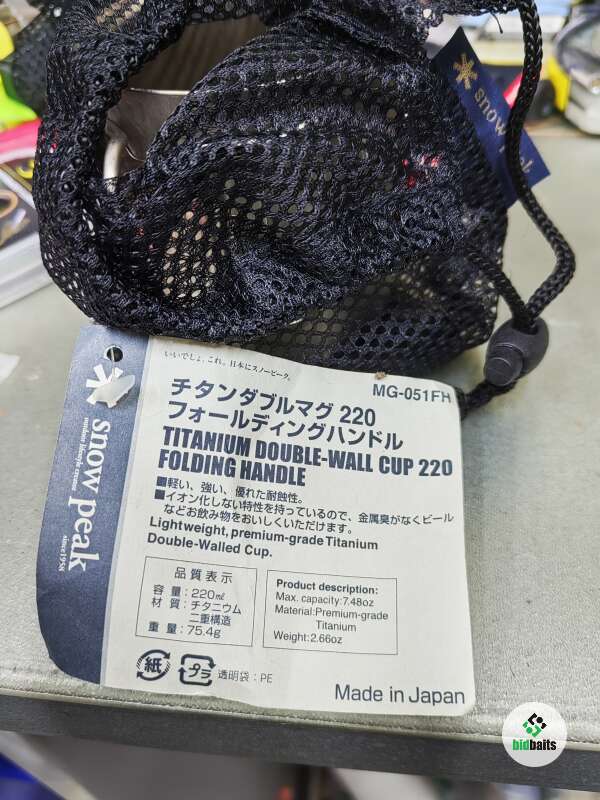 snow peak
いいでしょ、これ。日本にスノーピーク。
MG-051FH
チタンダブルマグ 220
フォールディングハンドル
TITANIUM DOUBLE-WALL CUP 220
FOLDING HANDLE
■軽い、強い、優れた耐蝕性。
■イオン化しない特性を持っているので、金属臭がなくビール
などお飲み物をおいしくいただけます。
Lightweight, premium-grade Titanium
Double-Walled Cup.
snow peak
outdoor lifestyle creator
since1958
品質表示
容量：220㎖
材質：チタニウム
二重構造
重量：75.4g
Product description:
Max. capacity:7.48oz
Material:Premium-grade
Titanium
Weight:2.66oz
紙
プラ
透明袋：PE
Made in Japan
bidbaits